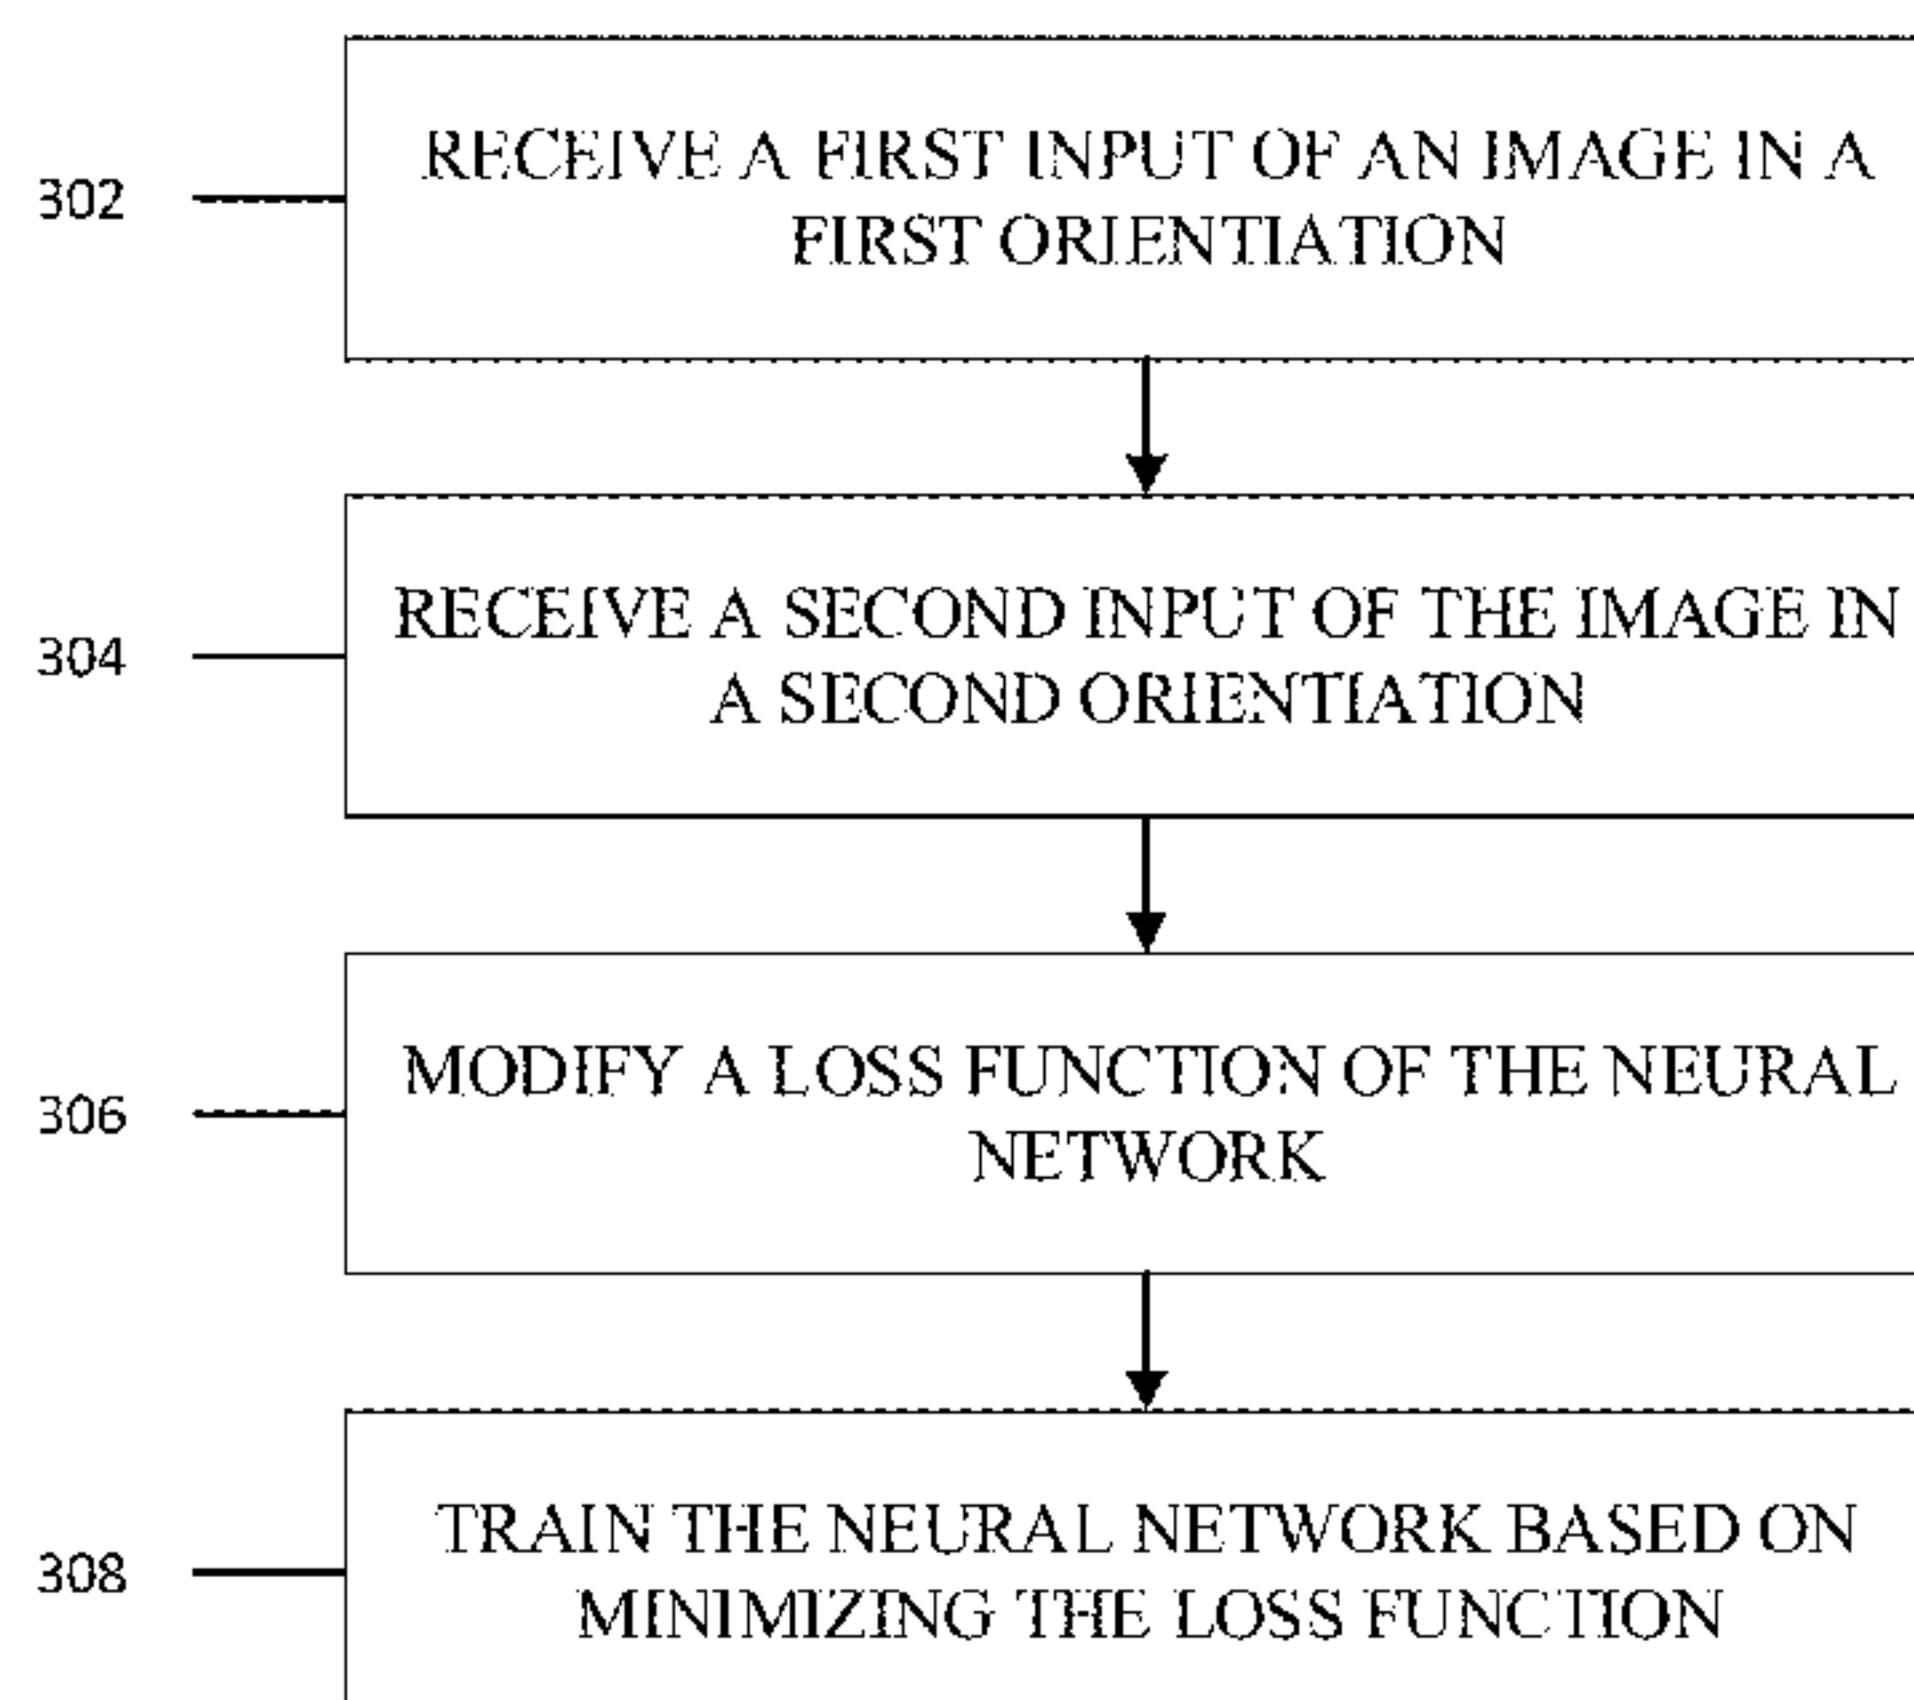 302
RECEIVE A FIRST INPUT OF AN IMAGE IN A
FIRST ORIENTIATION
304
RECEIVE A SECOND INPUT OF THE IMAGE IN
A SECOND ORIENTIATION
306
MODIFY A LOSS FUNCTION OF THE NEURAL
NETWORK
308
TRAIN THE NEURAL NETWORK BASED ON
MINIMIZING THE LOSS FUNCTION